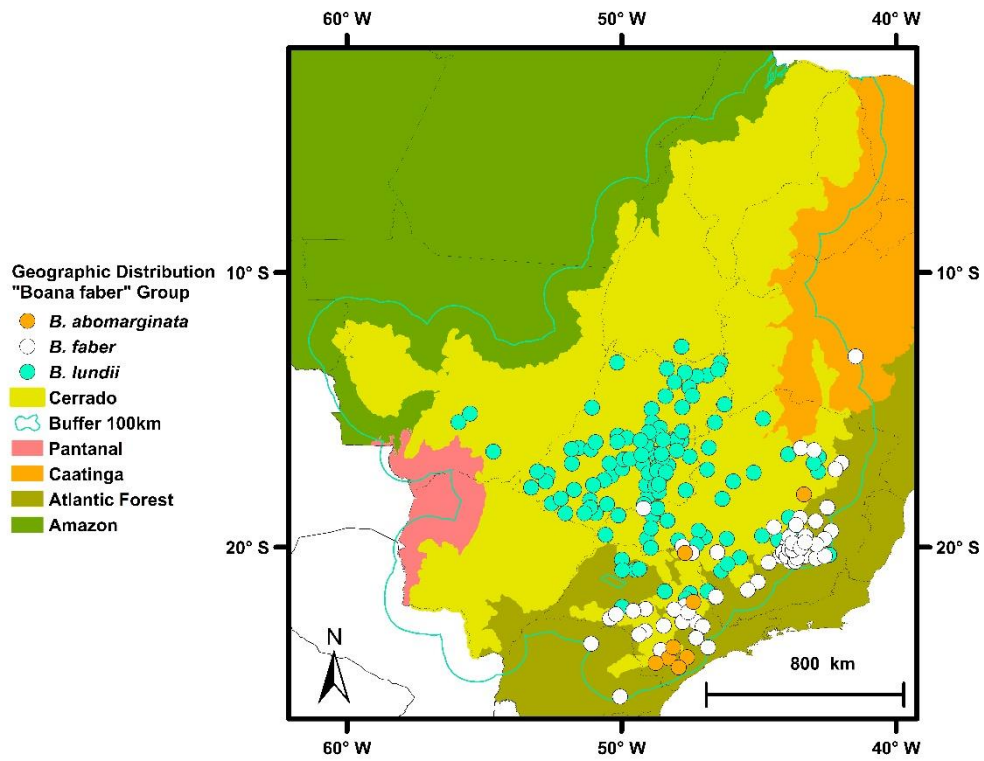 60° W 50° W 40° W
10° S 10° S
Geographic Distribution
"Boana faber" Group
B. abomarginata
B. faber
B. lundii
Cerrado
Buffer 100km
Pantanal
Caatinga
Atlantic Forest
Amazon
20° S 20° S
N
800 km
60° W 50° W 40° W